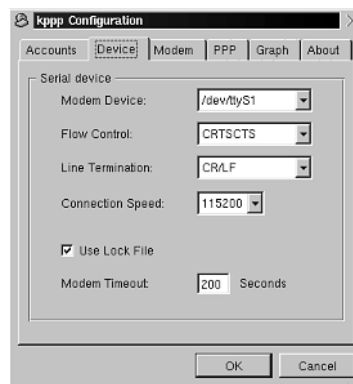 kppp Configuration
Accounts Device Modem PPP Graph About
Serial device
Modem Device: /dev/ttyS1
Flow Control: CRTSCTS
Line Termination: CR/LF
Connection Speed: 115200
Use Lock File
Modem Timeout: 200 Seconds
OK Cancel